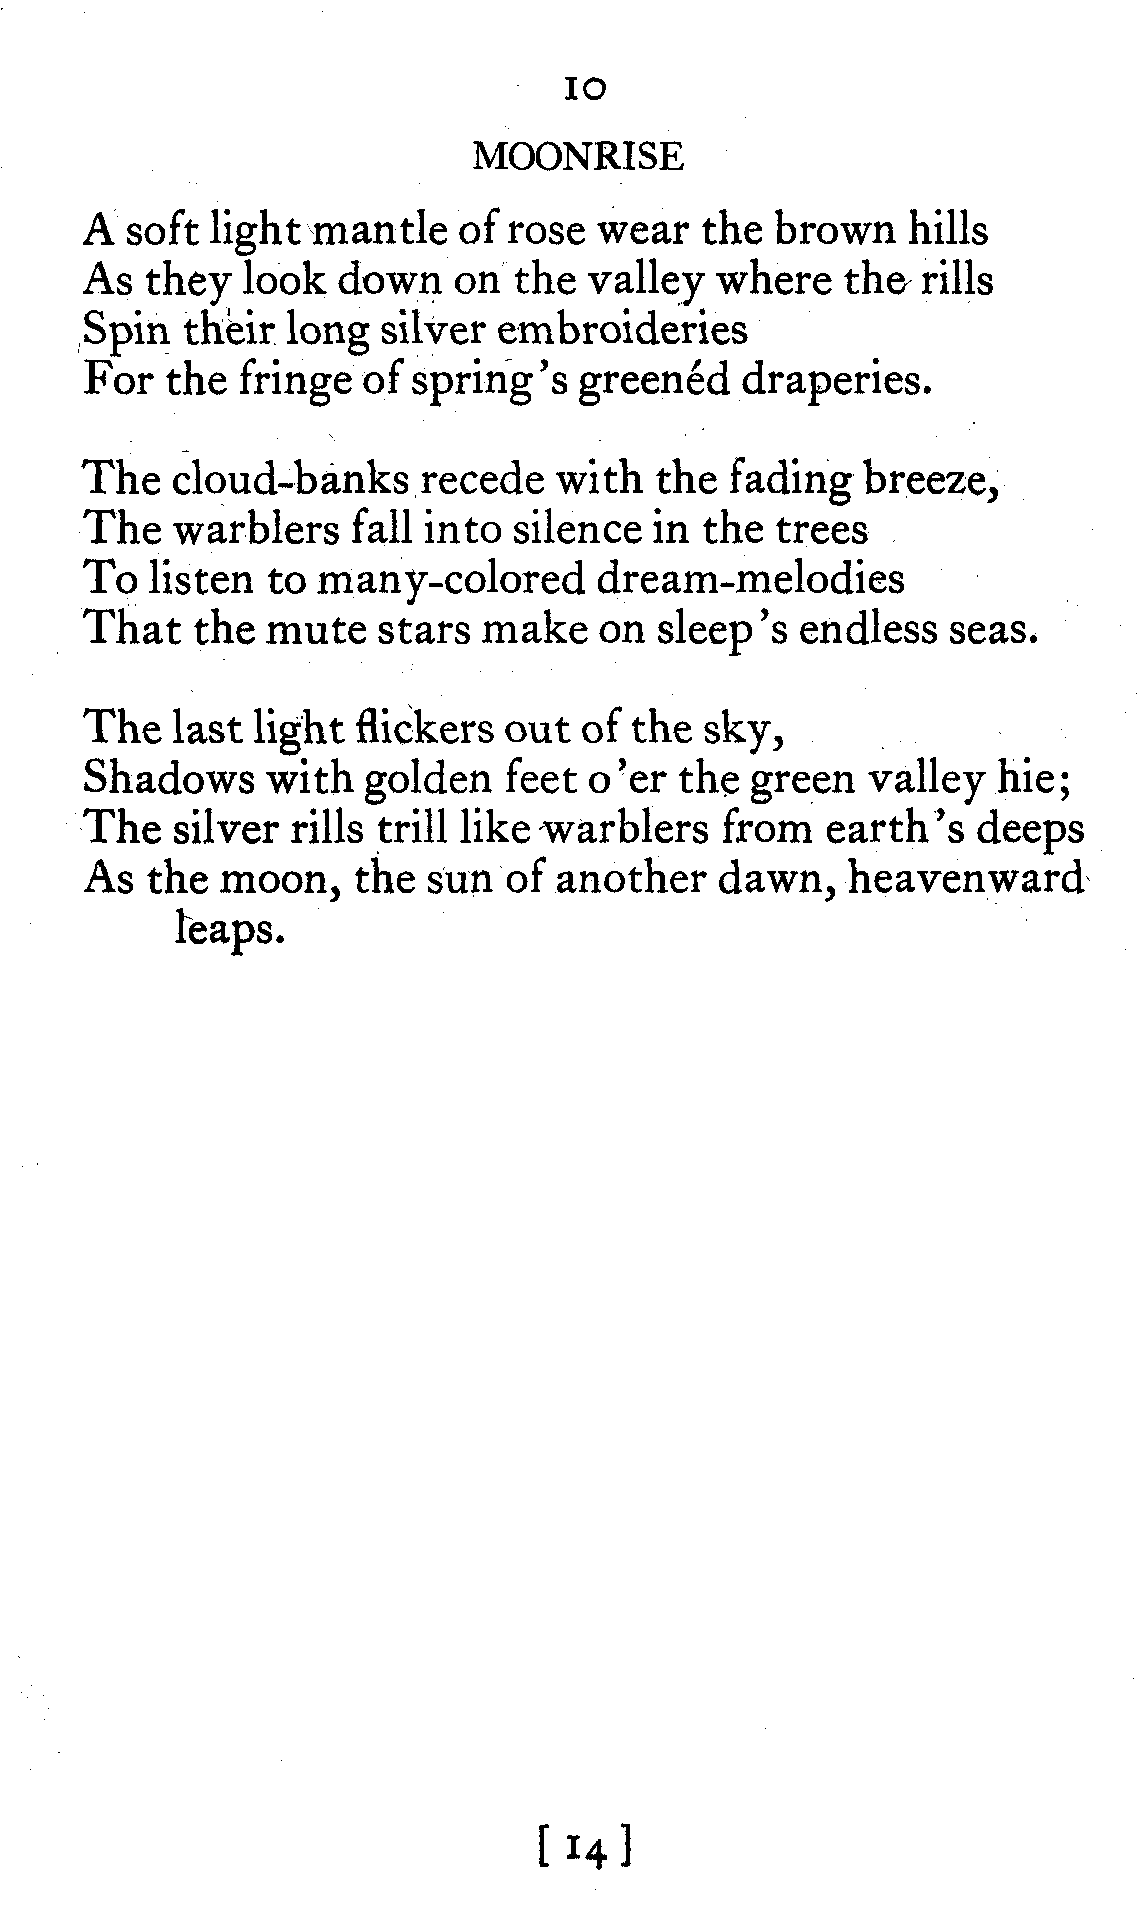 10
MOONRISE
A soft light mantle of rose wear the brown hills
As they look down on the valley where the rills
Spin their long silver embroideries
For the fringe of spring's greenéd draperies.
The cloud-banks recede with the fading breeze,
The warblers fall into silence in the trees
To listen to many-colored dream-melodies
That the mute stars make on sleep's endless seas.
The last light flickers out of the sky,
Shadows with golden feet o'er the green valley hie;
The silver rills trill like warblers from earth's deeps
As the moon, the sun of another dawn, heavenward
leaps.
[ 14 ]